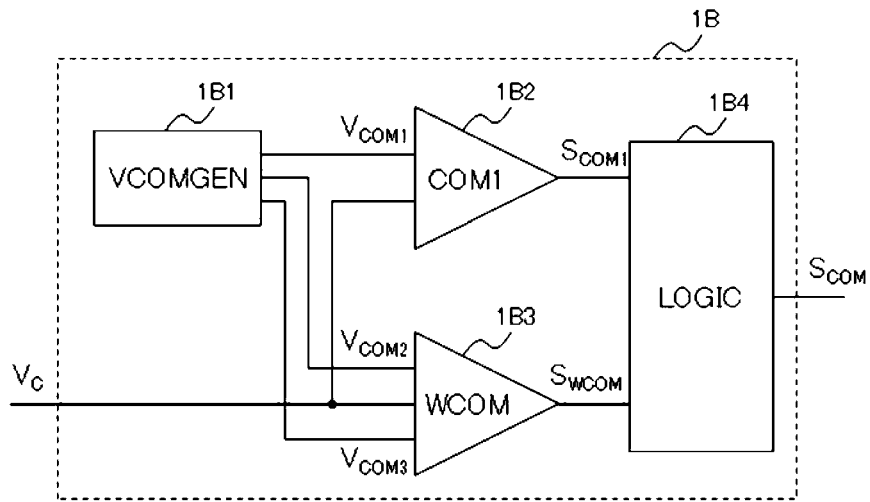 1B
1B1
1B2
1B4
VCOM1
SCOM1
VCOMGEN
COM1
SCOM
LOGIC
1B3
VCOM2
SWCOM
VC
WCOM
VCOM3